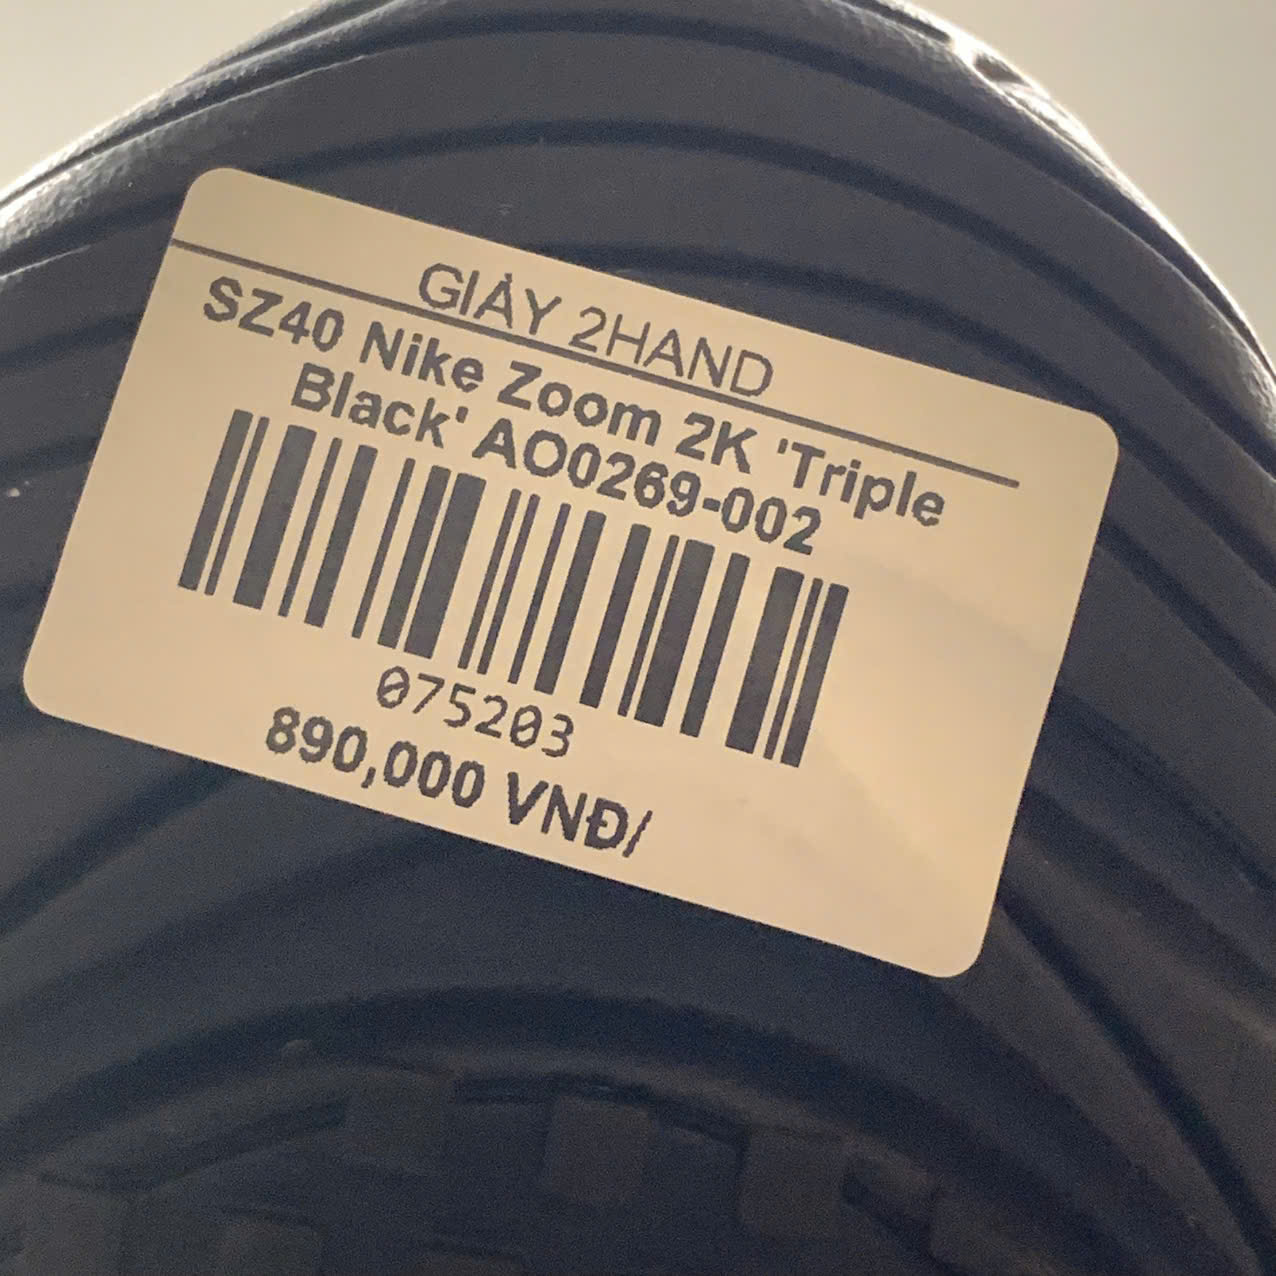 GIÀY 2HAND
SZ40 Nike Zoom 2K 'Triple
Black' AO0269-002
075203
890,000 VNĐ/